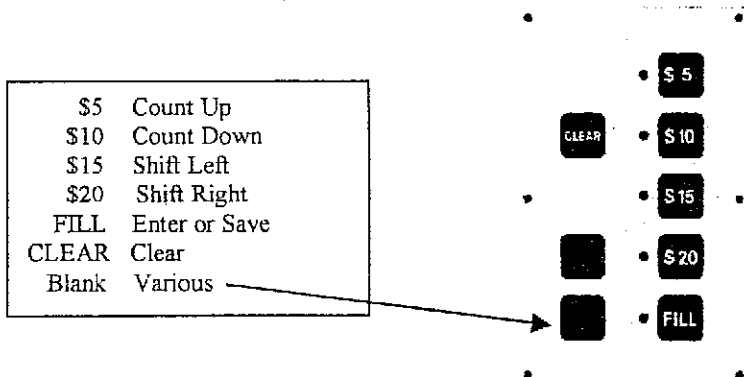 $5 Count Up
$10 Count Down
$15 Shift Left
$20 Shift Right
FILL Enter or Save
CLEAR Clear
Blank Various
$ 5
CLEAR $ 10
$ 15
$ 20
FILL